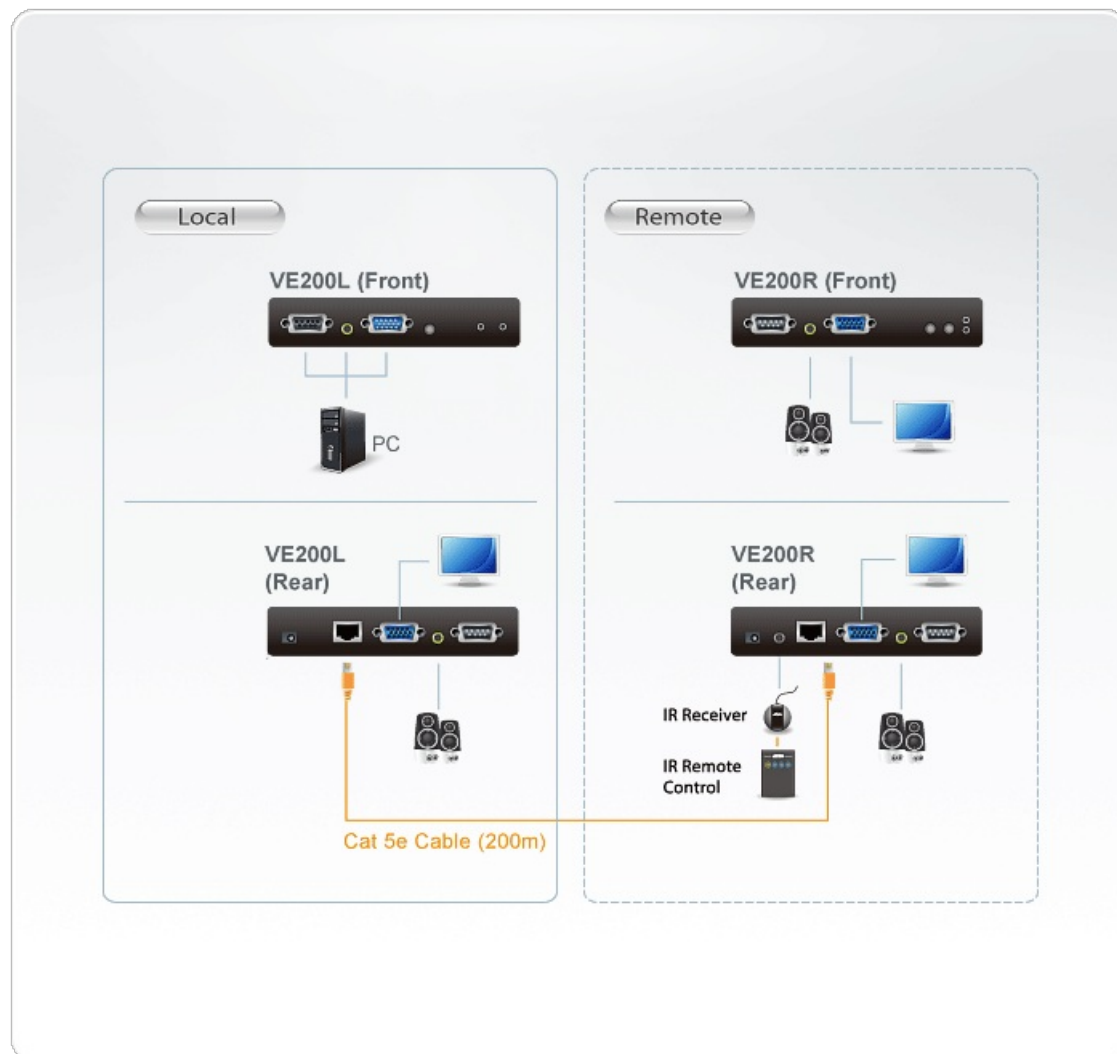 Local
VE200L (Front)
PC
VE200L
(Rear)
Cat 5e Cable (200m)
Remote
VE200R (Front)
VE200R
(Rear)
IR Receiver
IR Remote
Control